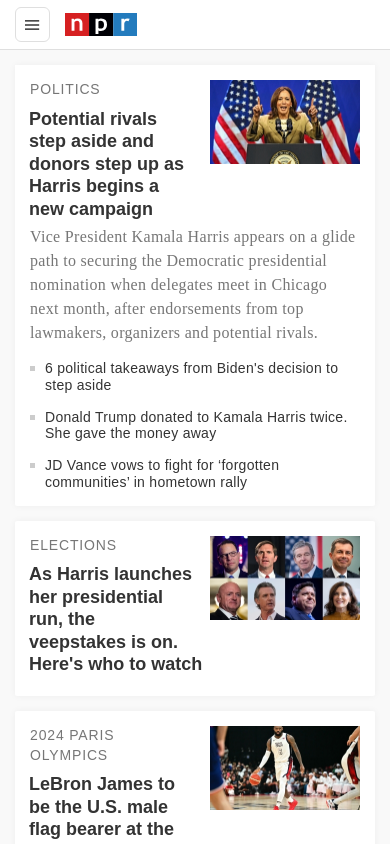 npr
POLITICS
Potential rivals
step aside and
donors step up as
Harris begins a
new campaign
Vice President Kamala Harris appears on a glide
path to securing the Democratic presidential
nomination when delegates meet in Chicago
next month, after endorsements from top
lawmakers, organizers and potential rivals.
6 political takeaways from Biden's decision to
step aside
Donald Trump donated to Kamala Harris twice.
She gave the money away
JD Vance vows to fight for ‘forgotten
communities’ in hometown rally
ELECTIONS
As Harris launches
her presidential
run, the
veepstakes is on.
Here's who to watch
2024 PARIS
OLYMPICS
LeBron James to
be the U.S. male
flag bearer at the